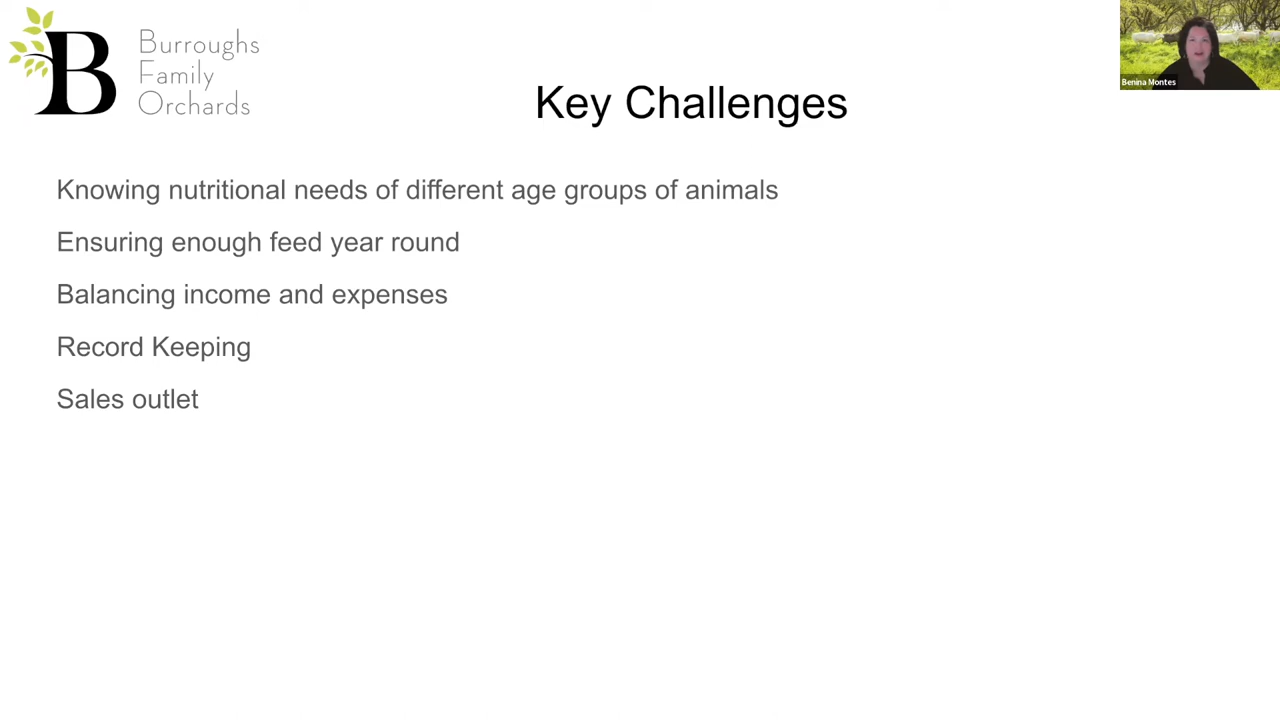 B
Burroughs
Family
Orchards
Benina Montes
Key Challenges
Knowing nutritional needs of different age groups of animals
Ensuring enough feed year round
Balancing income and expenses
Record Keeping
Sales outlet